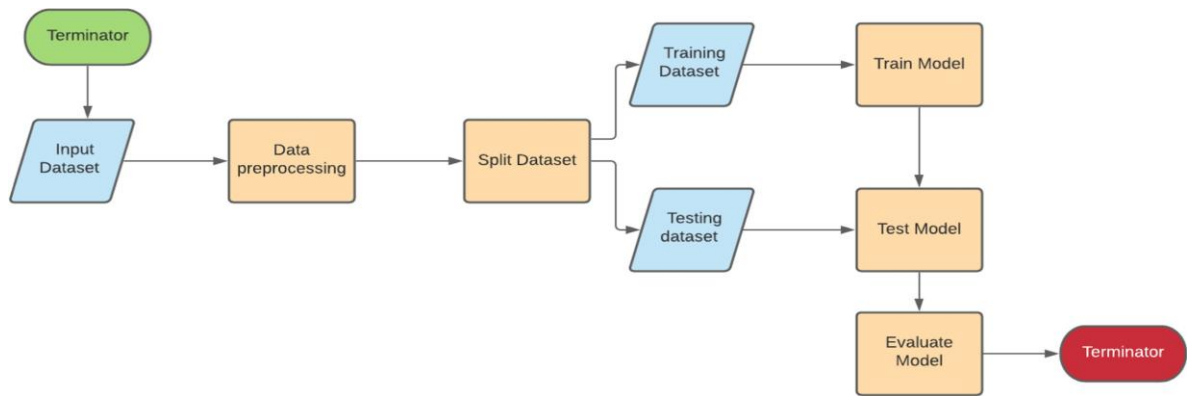 Terminator
Input
Dataset
Data
preprocessing
Split Dataset
Training
Dataset
Train Model
Testing
dataset
Test Model
Evaluate
Model
Terminator